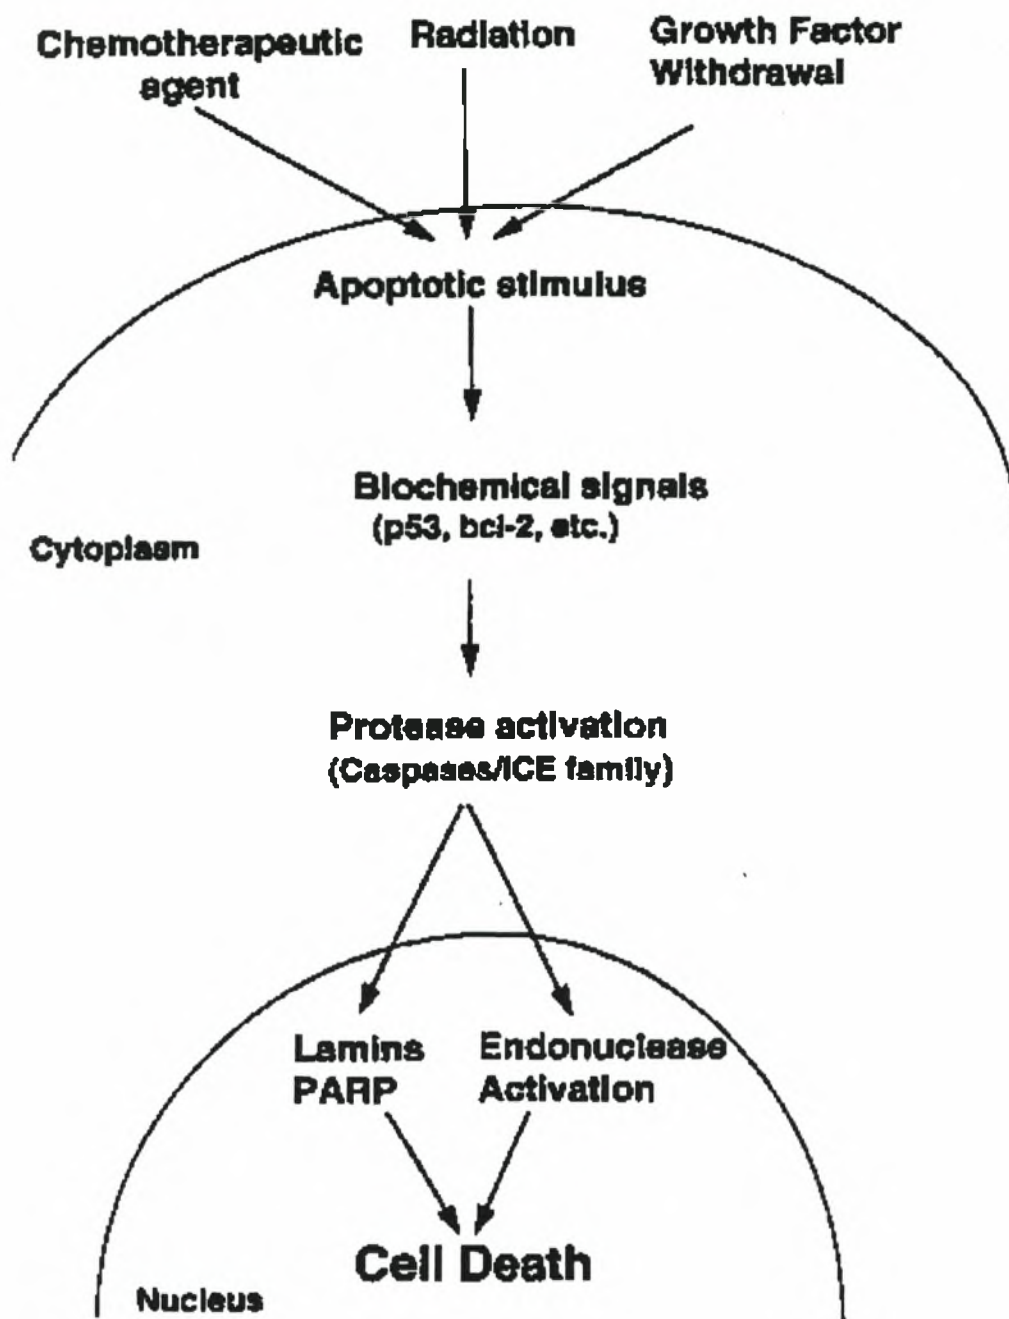 Chemotherapeutic
agent
Radiation
Growth Factor
Withdrawal
Apoptotic stimulus
Biochemical signals
(p53, bcl-2, etc.)
Cytoplasm
Protease activation
(Caspases/ICE family)
Lamins
PARP
Endonuclease
Activation
Cell Death
Nucleus